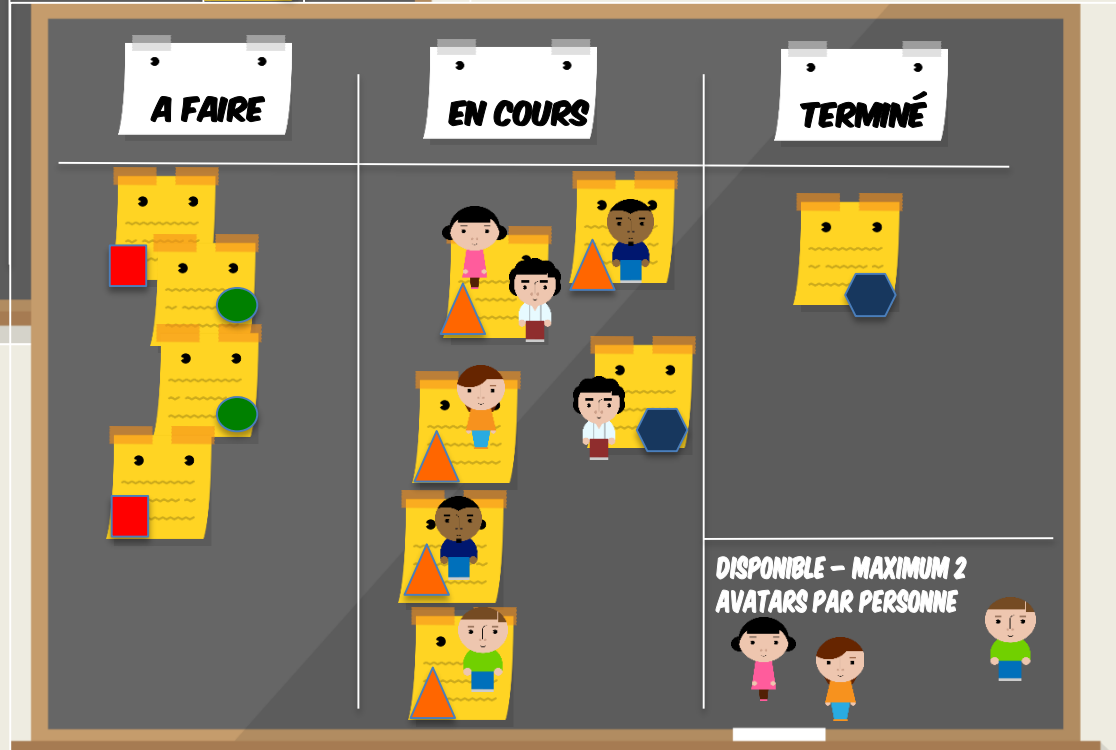 A FAIRE
EN COURS
TERMINÉ
DISPONIBLE – MAXIMUM 2
AVATARS PAR PERSONNE